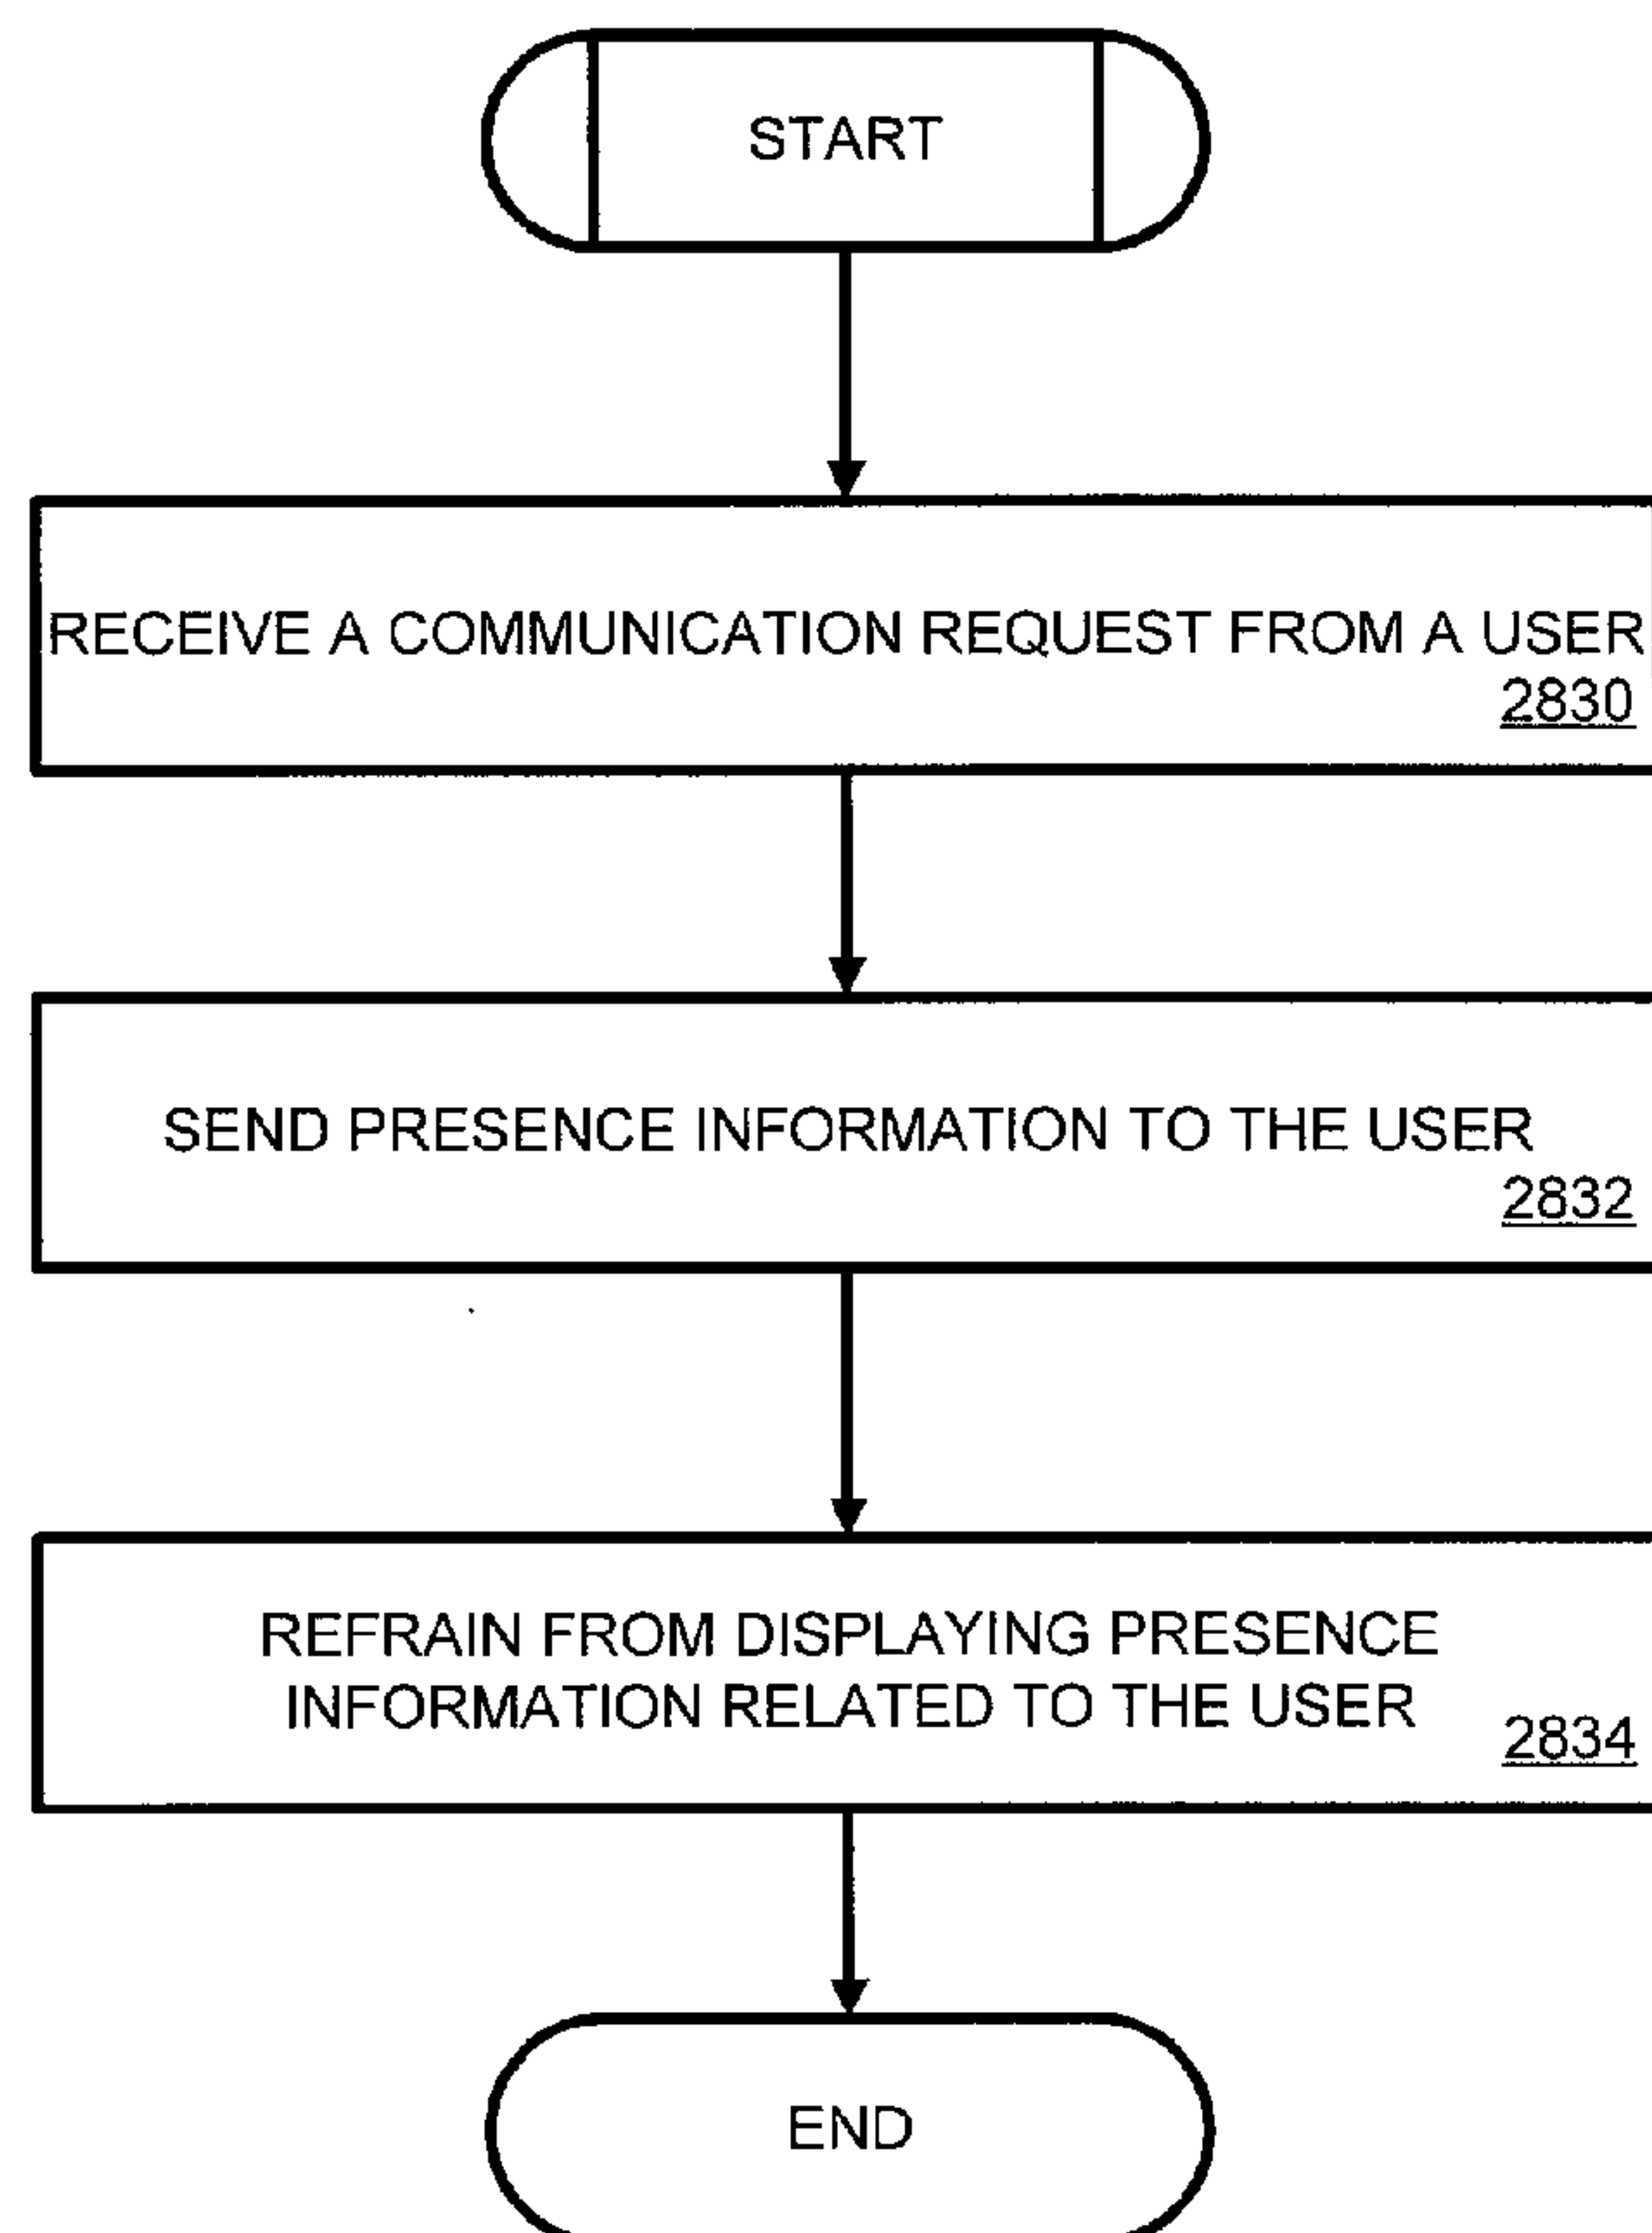 START
RECEIVE A COMMUNICATION REQUEST FROM A USER
2830
SEND PRESENCE INFORMATION TO THE USER
2832
REFRAIN FROM DISPLAYING PRESENCE
INFORMATION RELATED TO THE USER
2834
END